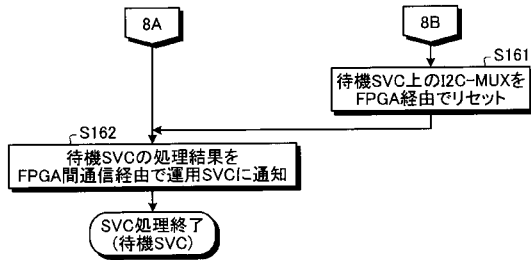 8A
8B
S161
待機SVC上のI2C-MUXを
FPGA経由でリセット
S162
待機SVCの処理結果を
FPGA間通信経由で運用SVCに通知
SVC処理終了
(待機SVC)